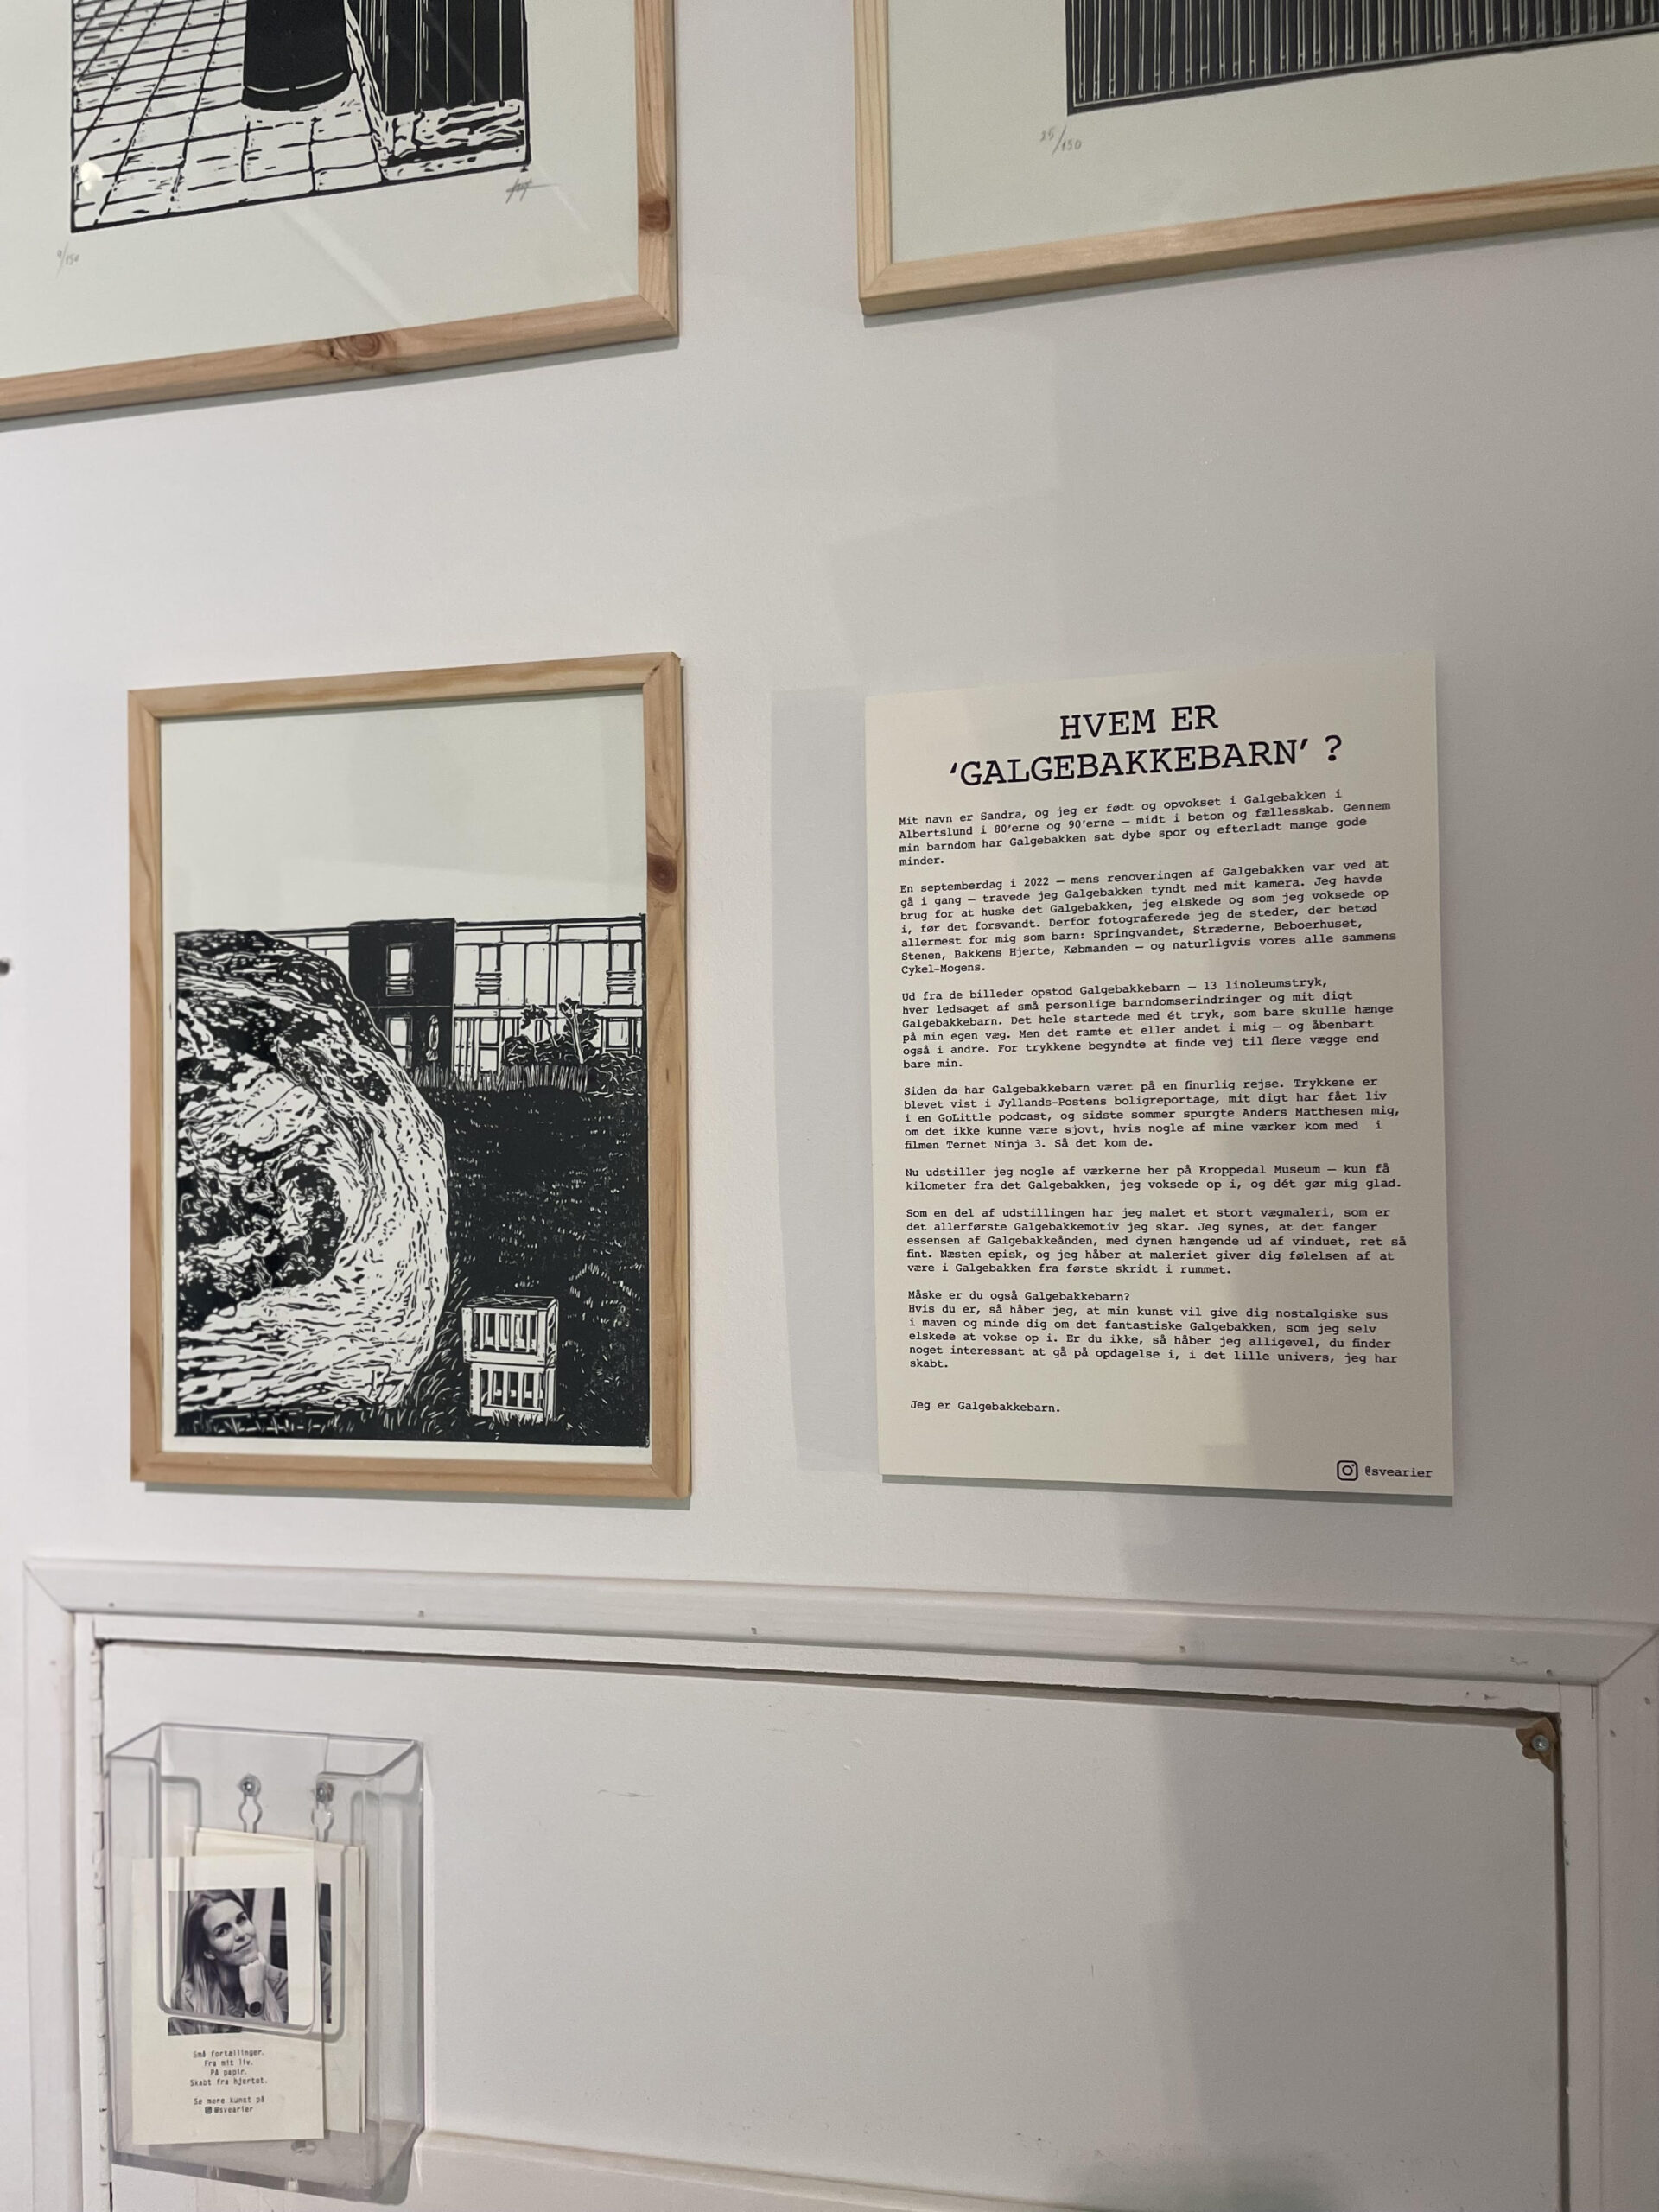 9/150
25/150
HVEM ER
'GALGEBAKKEBARN' ?
Mit navn er Sandra, og jeg er født og opvokset i Galgebakken i
Albertslund i 80'erne og 90'erne — midt i beton og fællesskab. Gennem
min barndom har Galgebakken sat dybe spor og efterladt mange gode
minder.
En septemberdag i 2022 — mens renoveringen af Galgebakken var ved at
gå i gang — travede jeg Galgebakken tyndt med mit kamera. Jeg havde
brug for at huske det Galgebakken, jeg elskede og som jeg voksede op
i, før det forsvandt. Derfor fotograferede jeg de steder, der betød
allermest for mig som barn: Springvandet, Stræderne, Beboerhuset,
Stenen, Bakkens Hjerte, Købmanden — og naturligvis vores alle sammens
Cykel-Mogens.
Ud fra de billeder opstod Galgebakkebarn — 13 linoleumstryk,
hver ledsaget af små personlige barndomserindringer og mit digt
Galgebakkebarn. Det hele startede med ét tryk, som bare skulle hænge
på min egen væg. Men det ramte et eller andet i mig — og åbenbart
også i andre. For trykkene begyndte at finde vej til flere vægge end
bare min.
Siden da har Galgebakkebarn været på en finurlig rejse. Trykkene er
blevet vist i Jyllands-Postens boligreportage, mit digt har fået liv
i en GoLittle podcast, og sidste sommer spurgte Anders Matthesen mig,
om det ikke kunne være sjovt, hvis nogle af mine værker kom med i
filmen Ternet Ninja 3. Så det kom de.
Nu udstiller jeg nogle af værkerne her på Kroppedal Museum — kun få
kilometer fra det Galgebakken, jeg voksede op i, og dét gør mig glad.
Som en del af udstillingen har jeg malet et stort vægmaleri, som er
det allerførste Galgebakkemotiv jeg skar. Jeg synes, at det fanger
essensen af Galgebakkeånden, med dynen hængende ud af vinduet, ret så
fint. Næsten episk, og jeg håber at maleriet giver dig følelsen af at
være i Galgebakken fra første skridt i rummet.
Måske er du også Galgebakkebarn?
Hvis du er, så håber jeg, at min kunst vil give dig nostalgiske sus
i maven og minde dig om det fantastiske Galgebakken, som jeg selv
elskede at vokse op i. Er du ikke, så håber jeg alligevel, du finder
noget interessant at gå på opdagelse i, i det lille univers, jeg har
skabt.
Jeg er Galgebakkebarn.
@svearier
Små fortællinger.
Fra mit liv.
På papir.
Skabt fra hjertet.
Se mere kunst på
@svearier